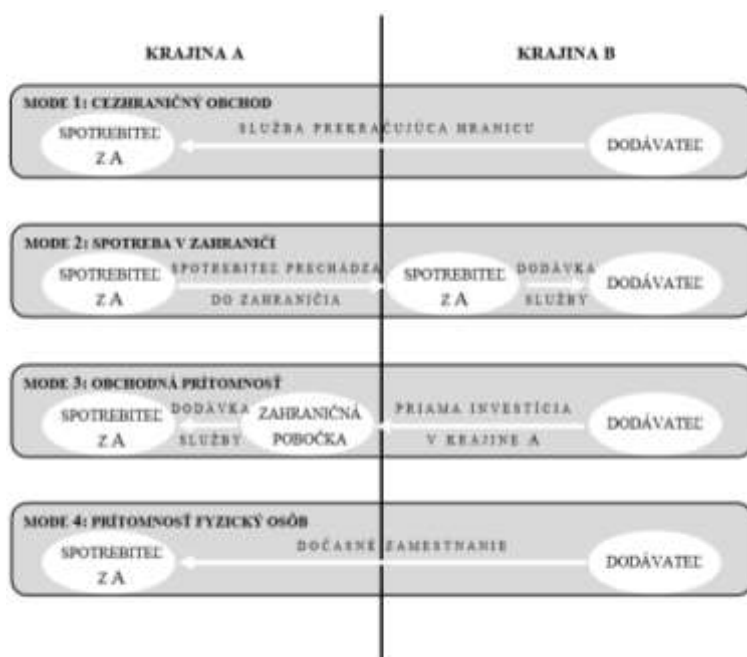 KRAJINA A
KRAJINA B
MODE 1: CEZHRANIČNÝ OBCHOD
SPOTREBITEĽ
Z A
SLUŽBA PREKRAČUJÚCA HRANICU
DODÁVATEĽ
MODE 2: SPOTREBA V ZAHRANIČÍ
SPOTREBITEĽ
Z A
SPOTREBITEĽ PRECHÁDZA
DO ZAHRANIČIA
SPOTREBITEĽ
Z A
DODÁVKA
SLUŽBY
DODÁVATEĽ
MODE 3: OBCHODNÁ PRÍTOMNOSŤ
SPOTREBITEĽ
Z A
DODÁVKA
SLUŽBY
ZAHRANIČNÁ
POBOČKA
PRIAMA INVESTÍCIA
V KRAJINE A
DODÁVATEĽ
MODE 4: PRÍTOMNOSŤ FYZICKÝ OSÔB
SPOTREBITEĽ
Z A
DOČASNÉ ZAMESTNANIE
DODÁVATEĽ